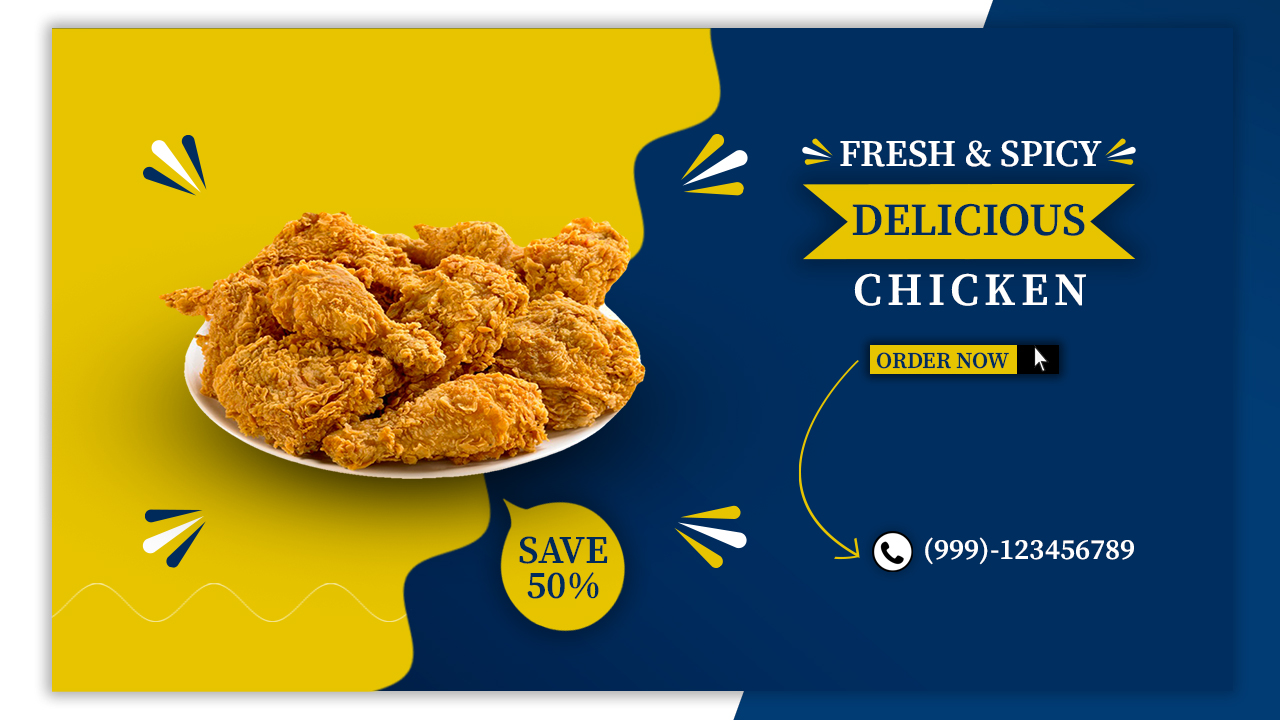 FRESH & SPICY
DELICIOUS
CHICKEN
ORDER NOW
(999)-123456789
SAVE
50%